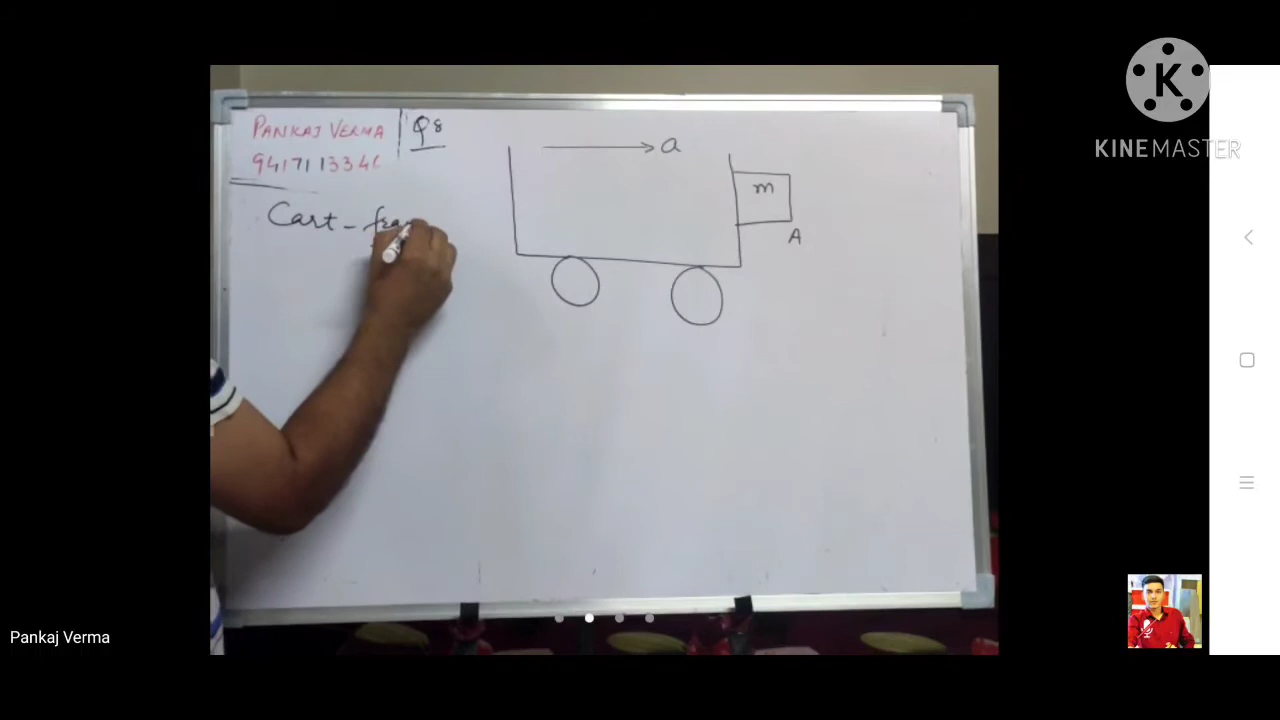 KINEMASTER
PANKAJ VERMA
Q8
a
m
Cart -
A
Pankaj Verma